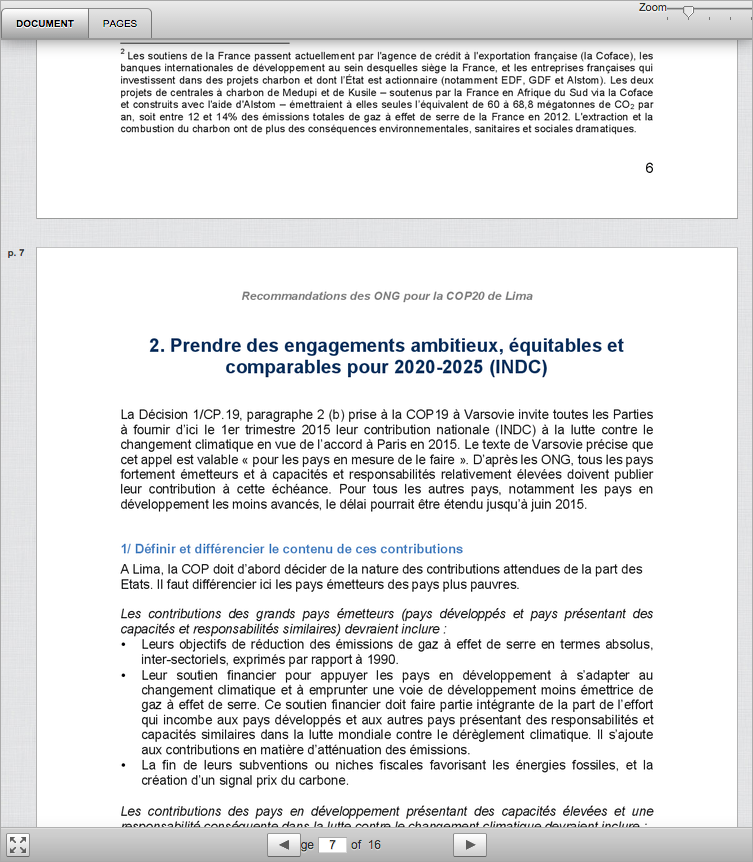 DOCUMENT PAGES Zoom
2 Les soutiens de la France passent actuellement par l'agence de crédit à l'exportation française (la Coface), les
banques internationales de développement au sein desquelles siège la France, et les entreprises françaises qui
investissent dans des projets charbon et dont l'État est actionnaire (notamment EDF, GDF et Alstom). Les deux
projets de centrales à charbon de Medupi et de Kusile – soutenus par la France en Afrique du Sud via la Coface
et construits avec l'aide d'Alstom – émettraient à elles seules l'équivalent de 60 à 68,8 mégatonnes de CO2 par
an, soit entre 12 et 14% des émissions totales de gaz à effet de serre de la France en 2012. L'extraction et la
combustion du charbon ont de plus des conséquences environnementales, sanitaires et sociales dramatiques.
6
p. 7
Recommandations des ONG pour la COP20 de Lima
2. Prendre des engagements ambitieux, équitables et
comparables pour 2020-2025 (INDC)
La Décision 1/CP.19, paragraphe 2 (b) prise à la COP19 à Varsovie invite toutes les Parties
à fournir d'ici le 1er trimestre 2015 leur contribution nationale (INDC) à la lutte contre le
changement climatique en vue de l'accord à Paris en 2015. Le texte de Varsovie précise que
cet appel est valable « pour les pays en mesure de le faire ». D'après les ONG, tous les pays
fortement émetteurs et à capacités et responsabilités relativement élevées doivent publier
leur contribution à cette échéance. Pour tous les autres pays, notamment les pays en
développement les moins avancés, le délai pourrait être étendu jusqu'à juin 2015.
1/ Définir et différencier le contenu de ces contributions
A Lima, la COP doit d'abord décider de la nature des contributions attendues de la part des
Etats. Il faut différencier ici les pays émetteurs des pays plus pauvres.
Les contributions des grands pays émetteurs (pays développés et pays présentant des
capacités et responsabilités similaires) devraient inclure :
• Leurs objectifs de réduction des émissions de gaz à effet de serre en termes absolus,
inter-sectoriels, exprimés par rapport à 1990.
• Leur soutien financier pour appuyer les pays en développement à s'adapter au
changement climatique et à emprunter une voie de développement moins émettrice de
gaz à effet de serre. Ce soutien financier doit faire partie intégrante de la part de l'effort
qui incombe aux pays développés et aux autres pays présentant des responsabilités et
capacités similaires dans la lutte mondiale contre le dérèglement climatique. Il s'ajoute
aux contributions en matière d'atténuation des émissions.
• La fin de leurs subventions ou niches fiscales favorisant les énergies fossiles, et la
création d'un signal prix du carbone.
Les contributions des pays en développement présentant des capacités élevées et une
responsabilité conséquente dans la lutte contre le changement climatique devraient inclure :
ge 7 of 16